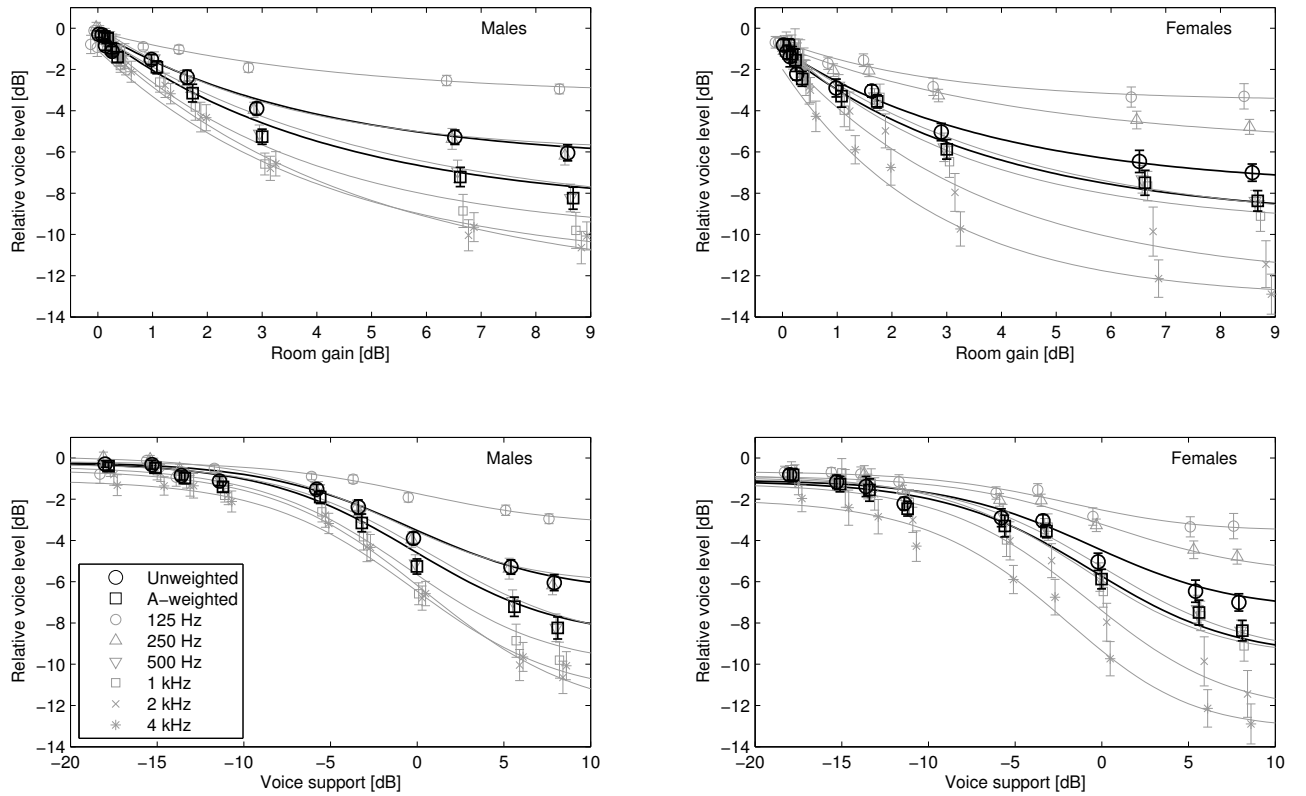 Males
0
−2
−4
−6
−8
−10
−12
−14
Relative voice level [dB]
0 1 2 3 4 5 6 7 8 9
Room gain [dB]
Females
0
−2
−4
−6
−8
−10
−12
−14
Relative voice level [dB]
0 1 2 3 4 5 6 7 8 9
Room gain [dB]
Males
0
−2
−4
−6
−8
−10
−12
−14
Relative voice level [dB]
Unweighted
A−weighted
125 Hz
250 Hz
500 Hz
1 kHz
2 kHz
4 kHz
−20 −15 −10 −5 0 5 10
Voice support [dB]
Females
0
−2
−4
−6
−8
−10
−12
−14
Relative voice level [dB]
−20 −15 −10 −5 0 5 10
Voice support [dB]